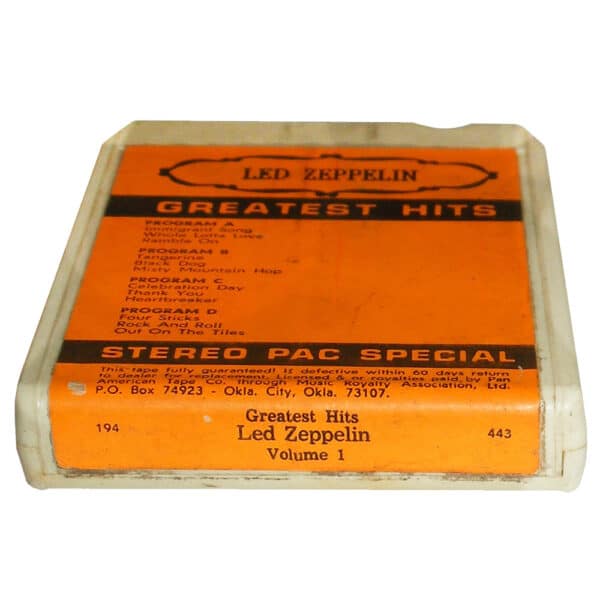 LED ZEPPELIN
GREATEST HITS
PROGRAM A
Immigrant Song
Whole Lotta Love
Ramble On
PROGRAM B
Tangerine
Black Dog
Misty Mountain Hop
PROGRAM C
Celebration Day
Thank You
Heartbreaker
PROGRAM D
Four Sticks
Rock And Roll
Out On The Tiles
STEREO PAC SPECIAL
This tape fully guaranteed! If defective within 60 days return
to dealer for replacement. Licensed & or royalties paid by Pan
American Tape Co. Through Music Royalty Association, Ltd.
P.O. Box 74923 - Okla. City, Okla. 73107.
Greatest Hits
194 Led Zeppelin 443
Volume 1